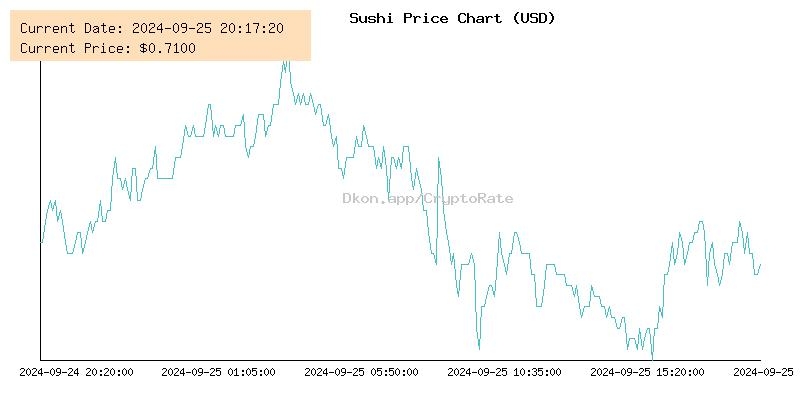 Sushi Price Chart (USD)
Current Date: 2024-09-25 20:17:20
Current Price: $0.7100
Dkon.app/CryptoRate
2024-09-24 20:20:00 2024-09-25 01:05:00 2024-09-25 05:50:00 2024-09-25 10:35:00 2024-09-25 15:20:00 2024-09-25